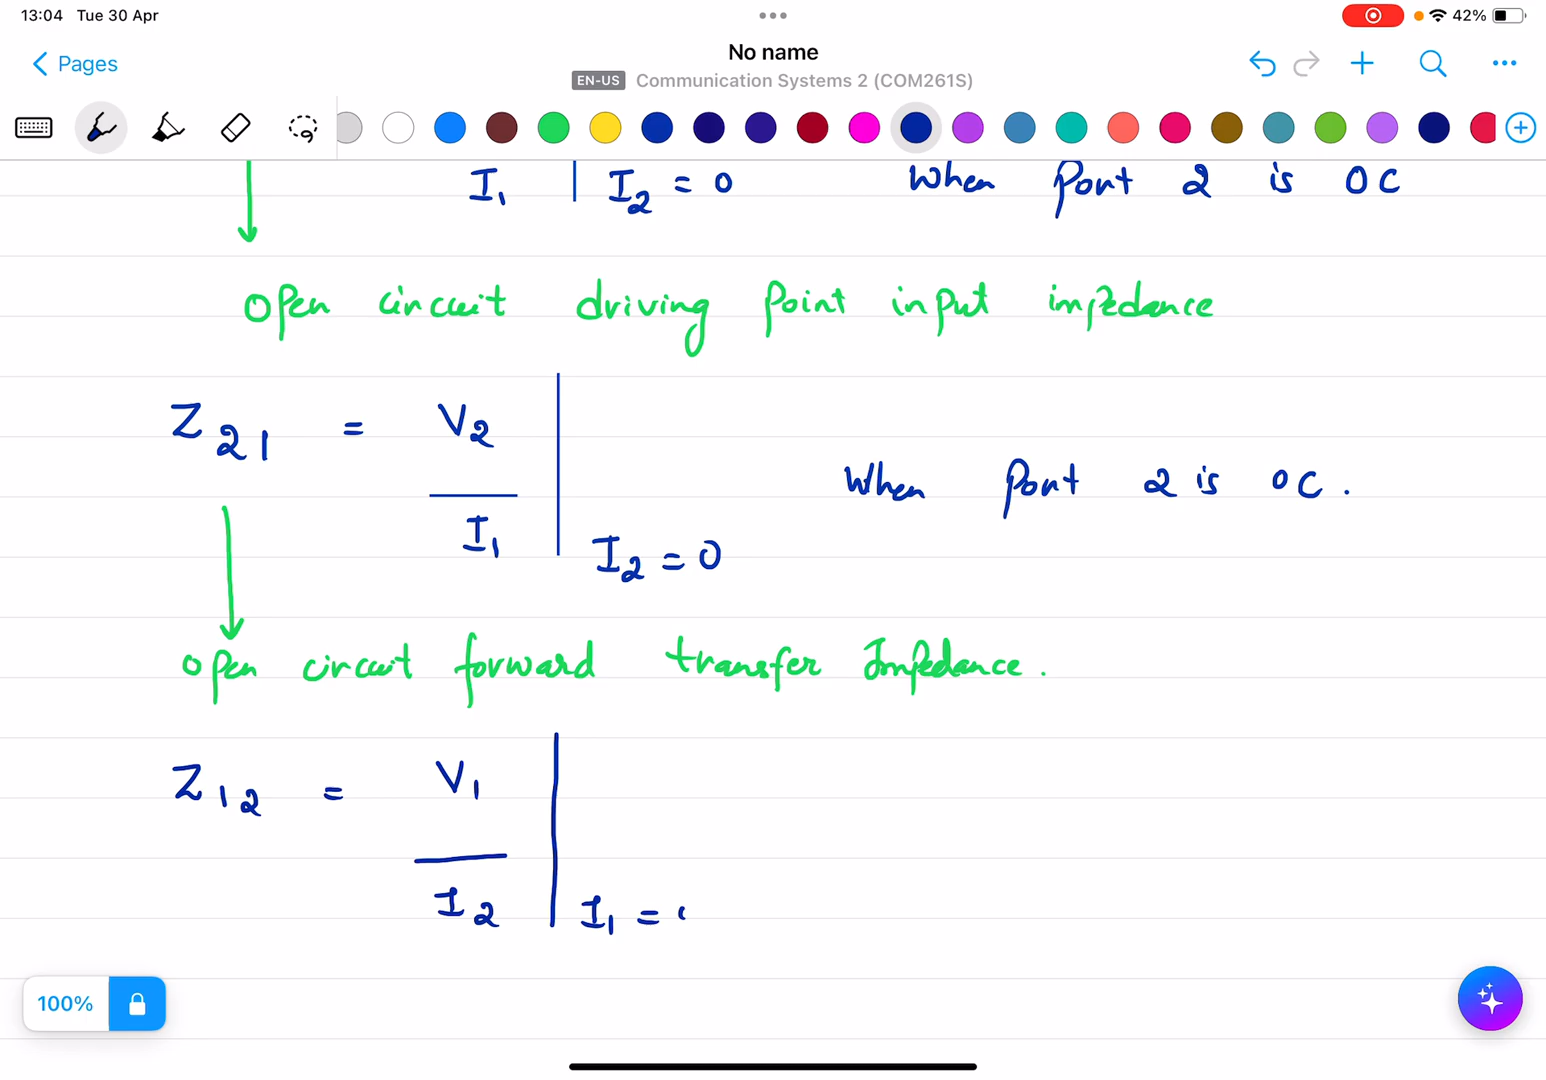 13:04 Tue 30 Apr
42%
Pages
No name
EN-US Communication Systems 2 (COM261S)
I₁ | I₂ = 0 When Port 2 is OC
Open circuit driving point input impedance
Z₂₁ = V₂
When Port 2 is OC.
I₁ | I₂ = 0
Open circuit forward transfer Impedance.
Z₁₂ = V₁
I₂ | I₁ =
100%